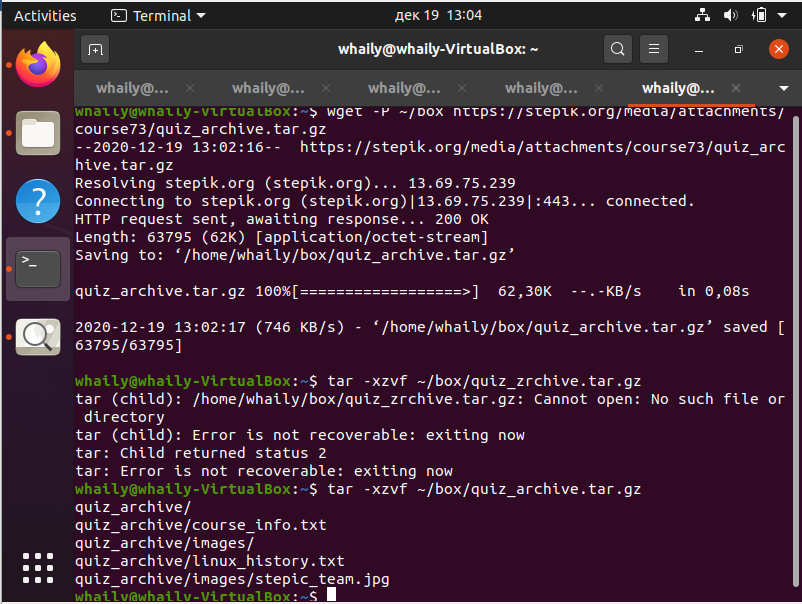 Activities Terminal дек 19 13:04
whaily@whaily-VirtualBox: ~
whaily@... whaily@... whaily@... whaily@... whaily@...
whaily@whaily-VirtualBox:~$ wget -P ~/box https://stepik.org/media/attachments/
course73/quiz_archive.tar.gz
--2020-12-19 13:02:16--  https://stepik.org/media/attachments/course73/quiz_arc
hive.tar.gz
Resolving stepik.org (stepik.org)... 13.69.75.239
Connecting to stepik.org (stepik.org)|13.69.75.239|:443... connected.
HTTP request sent, awaiting response... 200 OK
Length: 63795 (62K) [application/octet-stream]
Saving to: ‘/home/whaily/box/quiz_archive.tar.gz’
quiz_archive.tar.gz 100%[==================>]  62,30K  --.-KB/s    in 0,08s
2020-12-19 13:02:17 (746 KB/s) - ‘/home/whaily/box/quiz_archive.tar.gz’ saved [
63795/63795]
whaily@whaily-VirtualBox:~$ tar -xzvf ~/box/quiz_zrchive.tar.gz
tar (child): /home/whaily/box/quiz_zrchive.tar.gz: Cannot open: No such file or
 directory
tar (child): Error is not recoverable: exiting now
tar: Child returned status 2
tar: Error is not recoverable: exiting now
whaily@whaily-VirtualBox:~$ tar -xzvf ~/box/quiz_archive.tar.gz
quiz_archive/
quiz_archive/course_info.txt
quiz_archive/images/
quiz_archive/linux_history.txt
quiz_archive/images/stepic_team.jpg
whaily@whaily-VirtualBox:~$